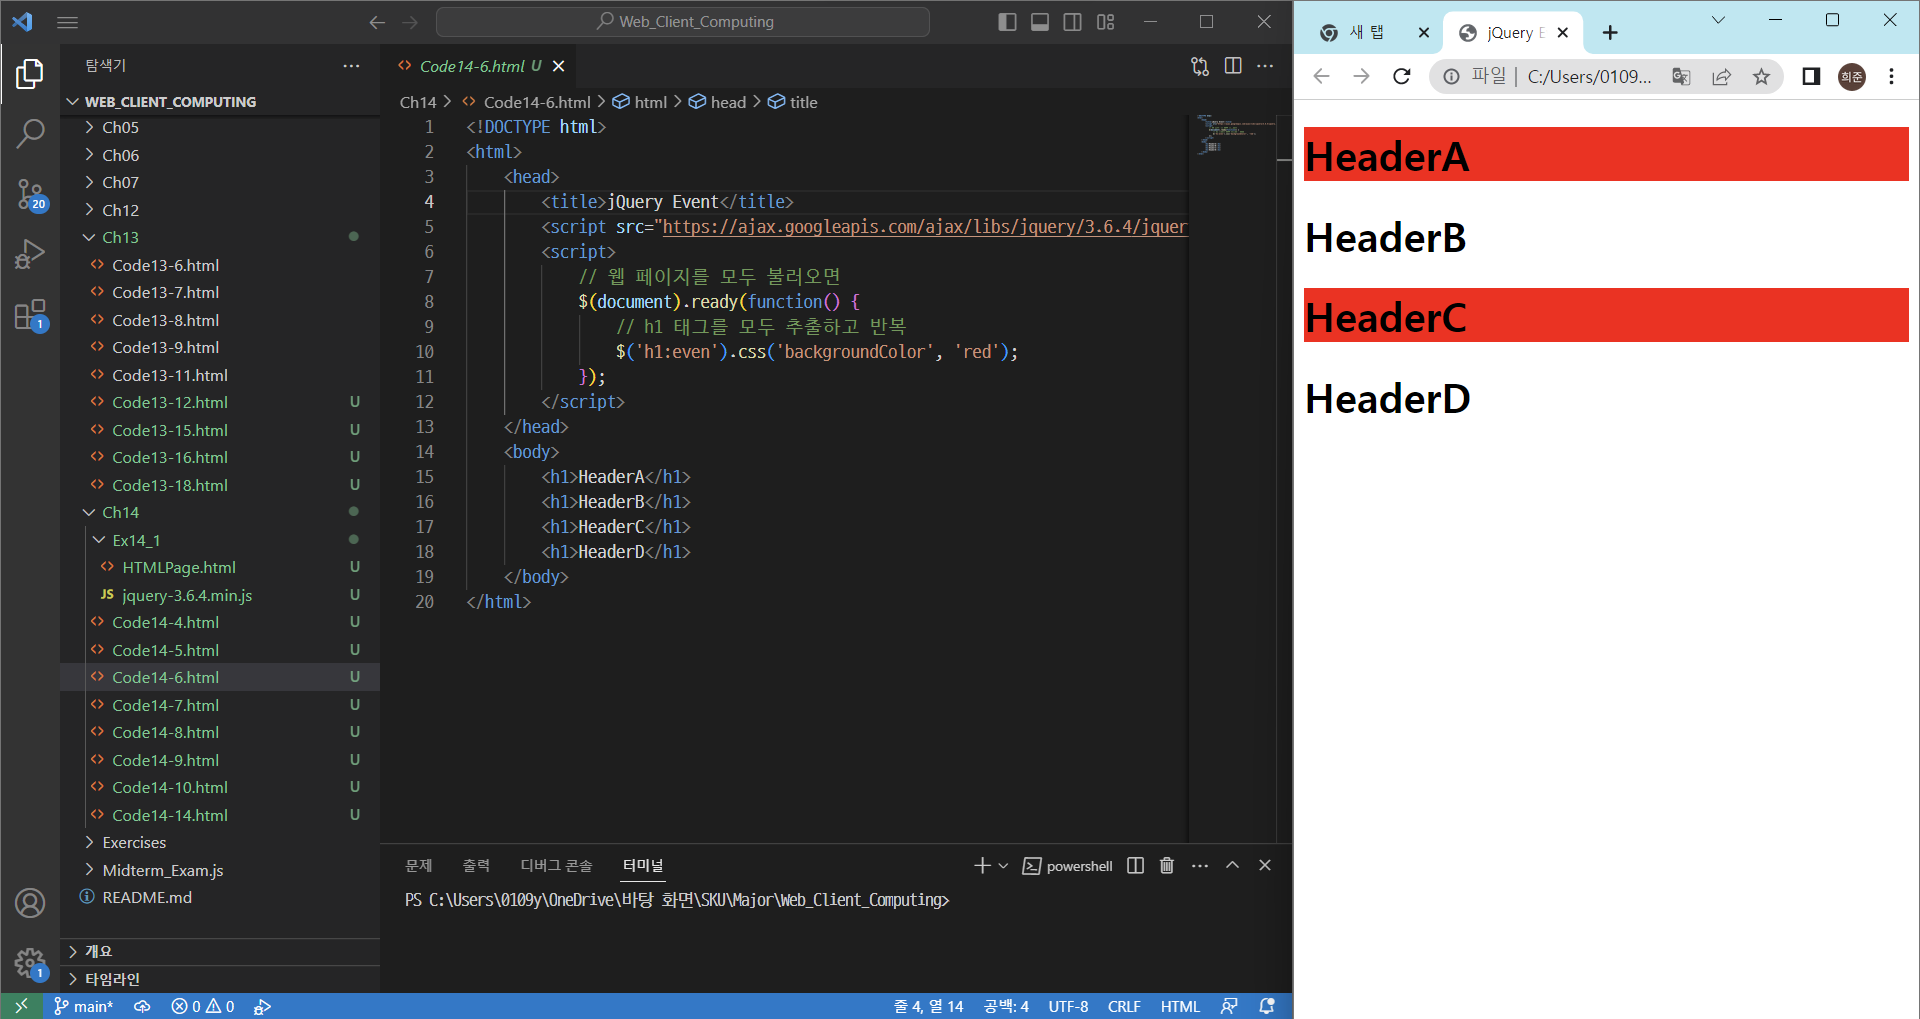 Web_Client_Computing
탐색기
WEB_CLIENT_COMPUTING
Ch05
Ch06
Ch07
Ch12
Ch13
Code13-6.html
Code13-7.html
Code13-8.html
Code13-9.html
Code13-11.html
Code13-12.html U
Code13-15.html U
Code13-16.html U
Code13-18.html U
Ch14
Ex14_1
HTMLPage.html U
JS jquery-3.6.4.min.js U
Code14-4.html U
Code14-5.html U
Code14-6.html U
Code14-7.html U
Code14-8.html U
Code14-9.html U
Code14-10.html U
Code14-14.html U
Exercises
Midterm_Exam.js
README.md
개요
타임라인
20
1
1
Code14-6.html U
Ch14 > Code14-6.html > html > head > title
1 <!DOCTYPE html>
2 <html>
3 <head>
4 <title>jQuery Event</title>
5 <script src="https://ajax.googleapis.com/ajax/libs/jquery/3.6.4/jquer
6 <script>
7 // 웹 페이지를 모두 불러오면
8 $(document).ready(function() {
9 // h1 태그를 모두 추출하고 반복
10 $('h1:even').css('backgroundColor', 'red');
11 });
12 </script>
13 </head>
14 <body>
15 <h1>HeaderA</h1>
16 <h1>HeaderB</h1>
17 <h1>HeaderC</h1>
18 <h1>HeaderD</h1>
19 </body>
20 </html>
문제 출력 디버그 콘솔 터미널
powershell
PS C:\Users\0109y\OneDrive\바탕 화면\SKU\Major\Web_Client_Computing>
main* 0 0
줄 4, 열 14 공백: 4 UTF-8 CRLF HTML
새 탭
jQuery E
파일 | C:/Users/0109...
희준
HeaderA
HeaderB
HeaderC
HeaderD